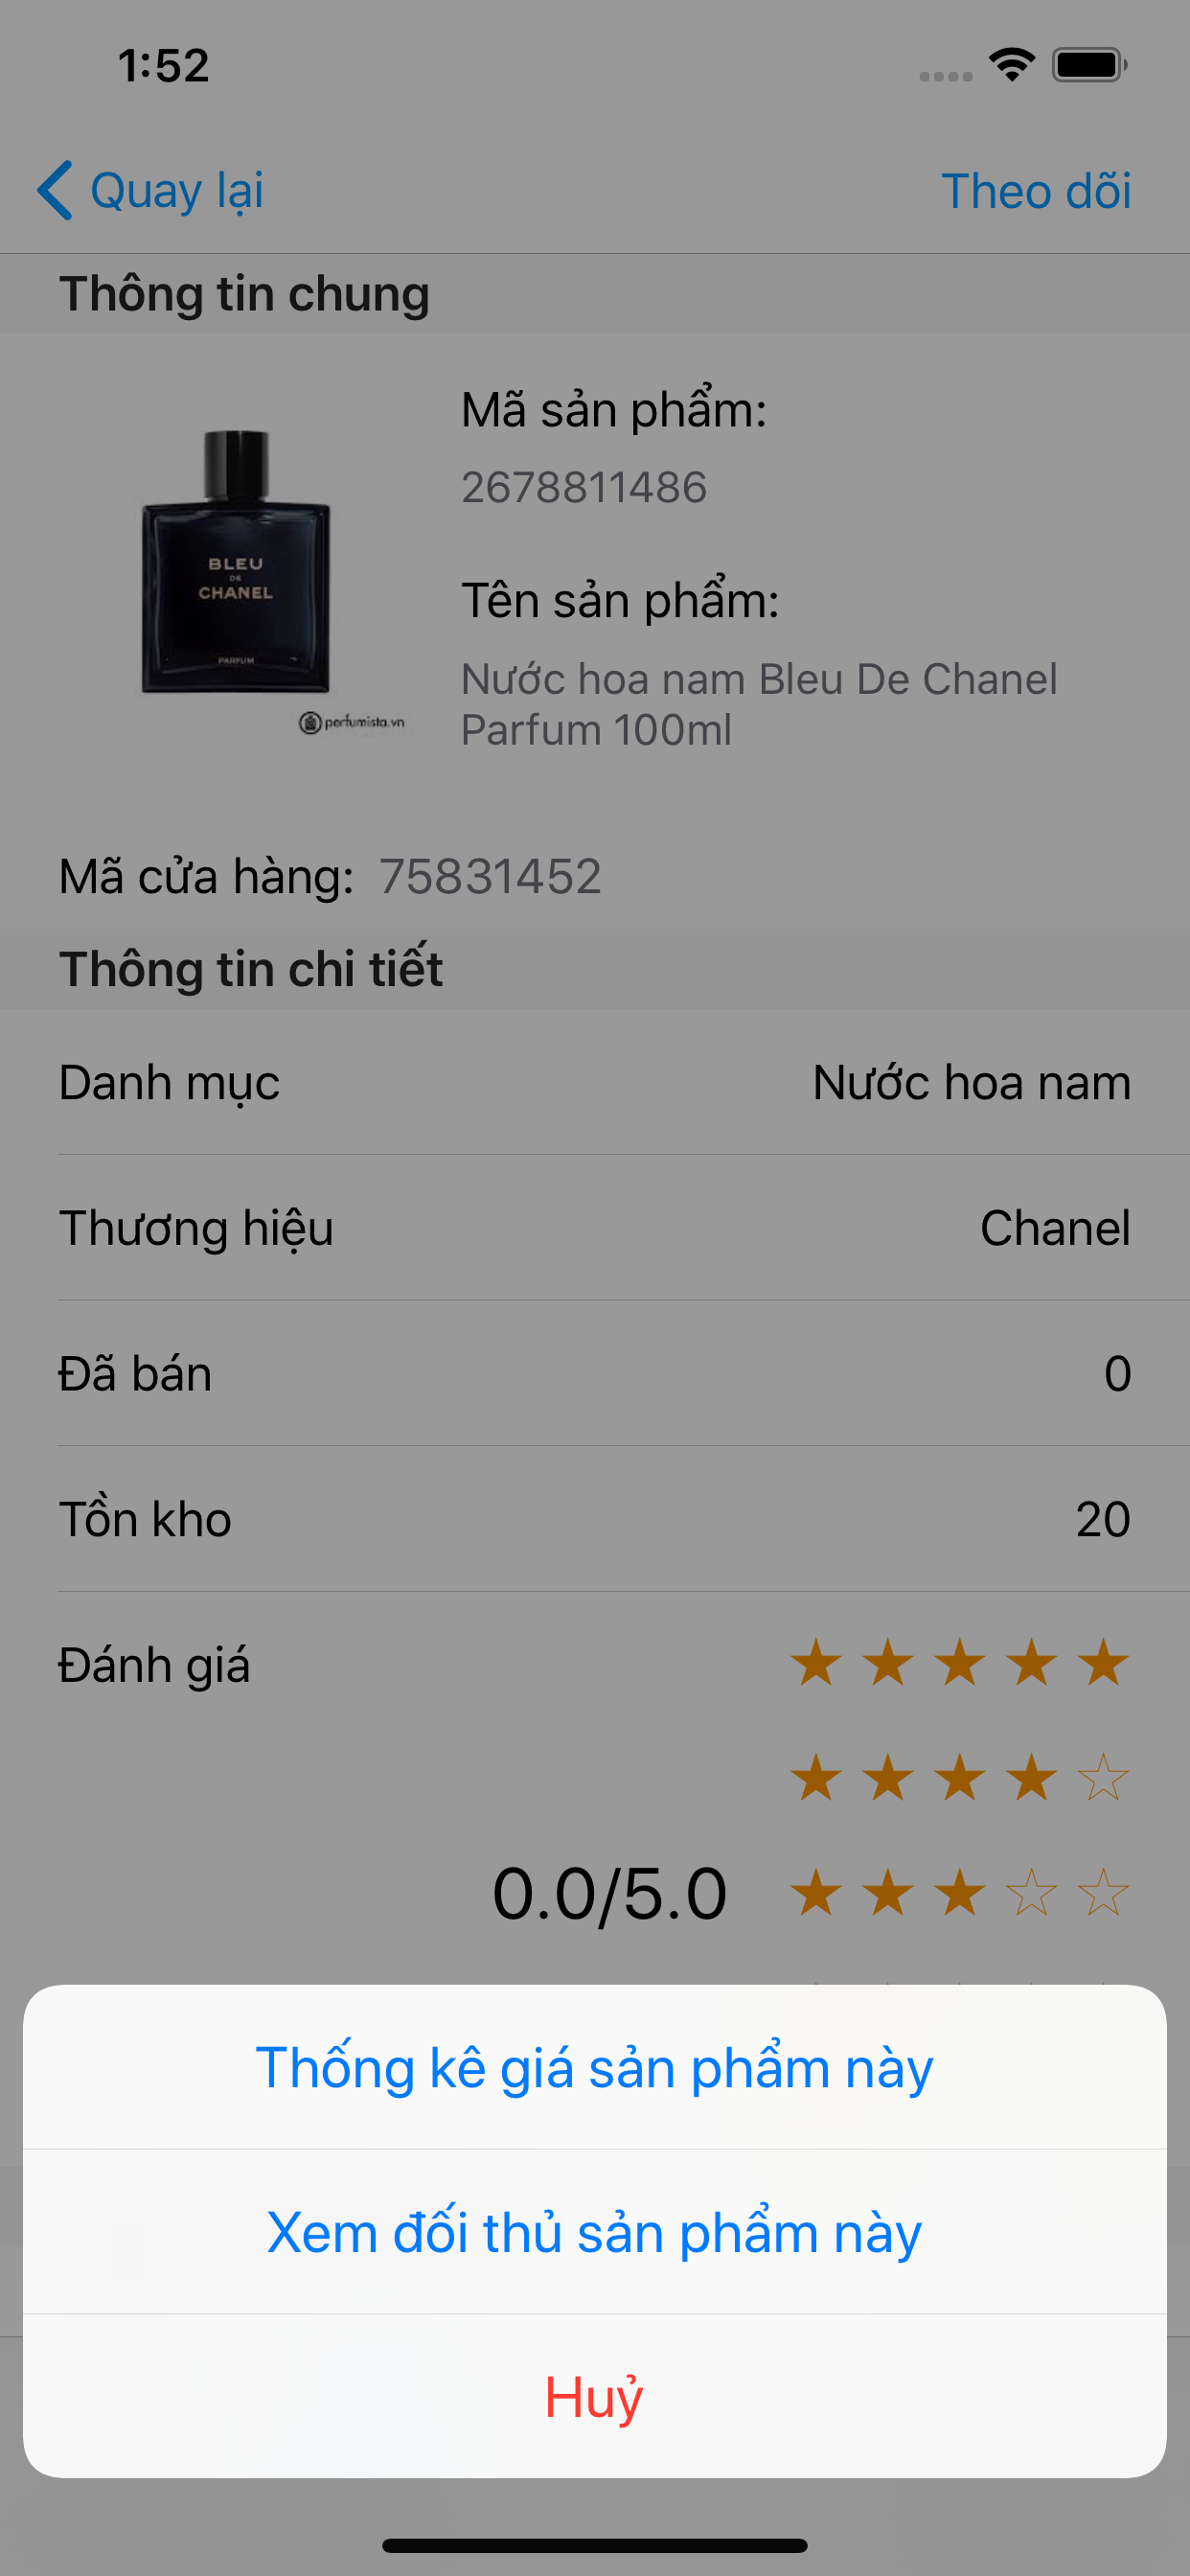 1:52
Quay lại
Theo dõi
Thông tin chung
Mã sản phẩm:
2678811486
Tên sản phẩm:
Nước hoa nam Bleu De Chanel
Parfum 100ml
BLEU
DE
CHANEL
PARFUM
perfumista.vn
Mã cửa hàng: 75831452
Thông tin chi tiết
Danh mục
Nước hoa nam
Thương hiệu
Chanel
Đã bán
0
Tồn kho
20
Đánh giá
0.0/5.0
Thống kê giá sản phẩm này
Xem đối thủ sản phẩm này
Huỷ